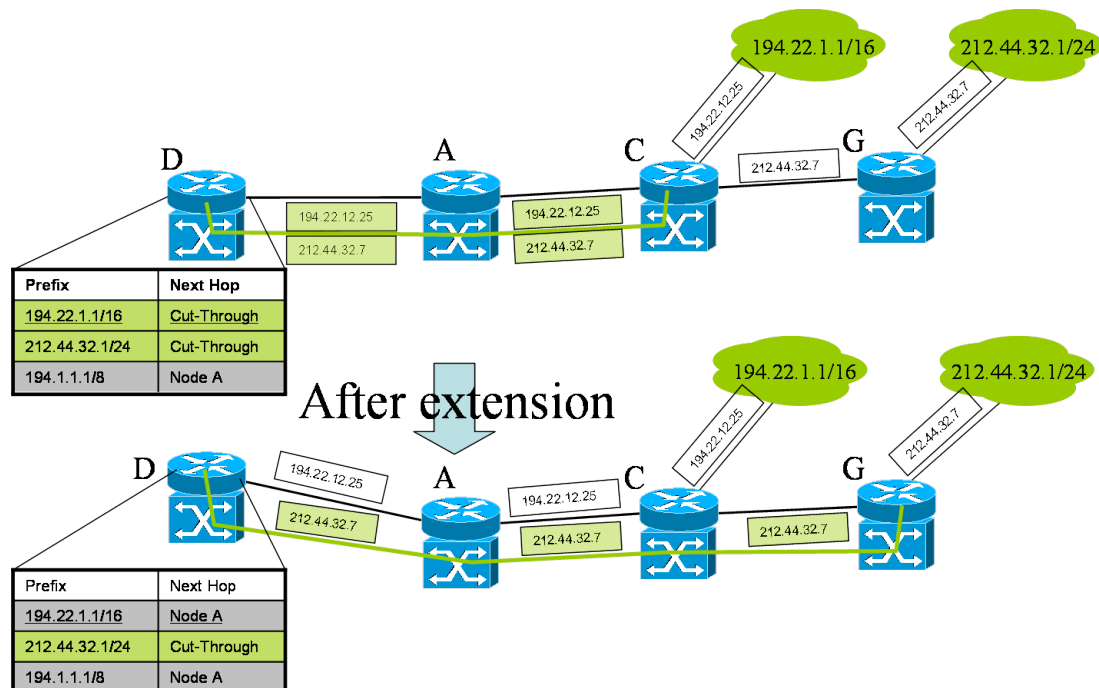 194.22.1.1/16
212.44.32.1/24
194.22.12.25
212.44.32.7
D
A
C
G
212.44.32.7
194.22.12.25
212.44.32.7
194.22.12.25
212.44.32.7
Prefix Next Hop
194.22.1.1/16 Cut-Through
212.44.32.1/24 Cut-Through
194.1.1.1/8 Node A
After extension
194.22.1.1/16
212.44.32.1/24
194.22.12.25
212.44.32.7
D
A
C
G
194.22.12.25
194.22.12.25
212.44.32.7
212.44.32.7
212.44.32.7
Prefix Next Hop
194.22.1.1/16 Node A
212.44.32.1/24 Cut-Through
194.1.1.1/8 Node A